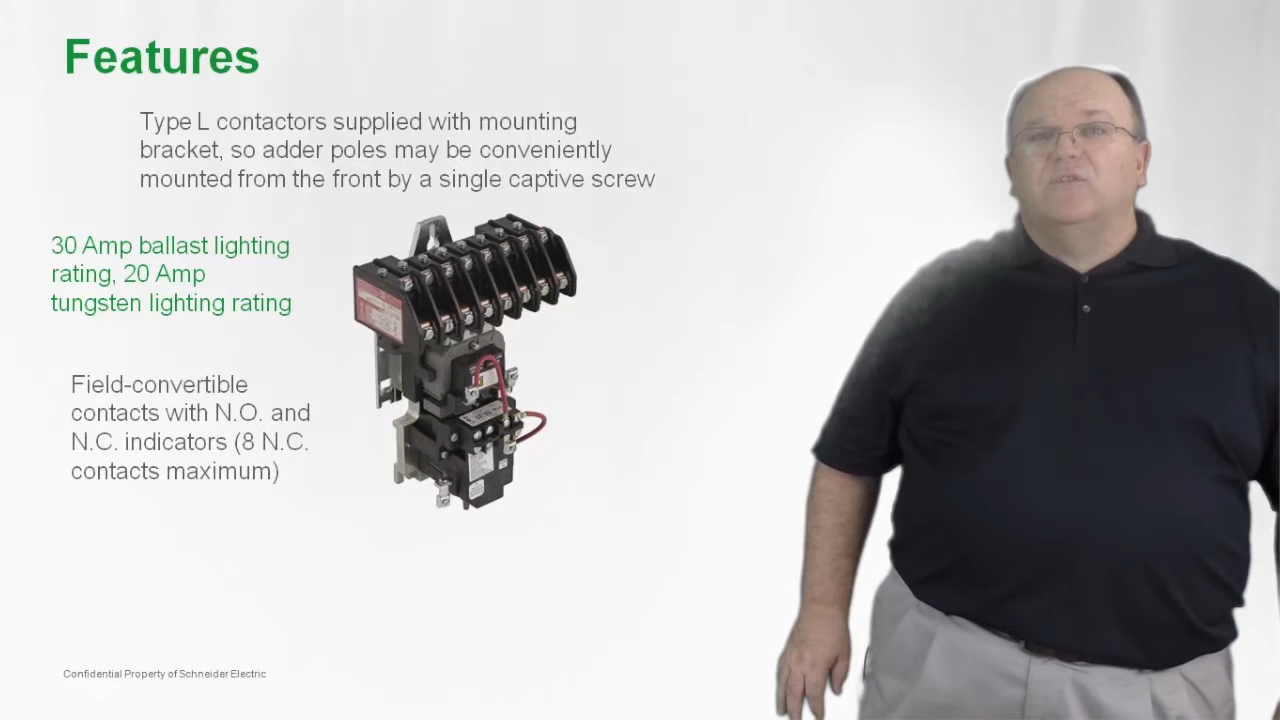 Features
Type L contactors supplied with mounting
bracket, so adder poles may be conveniently
mounted from the front by a single captive screw
30 Amp ballast lighting
rating, 20 Amp
tungsten lighting rating
Field-convertible
contacts with N.O. and
N.C. indicators (8 N.C.
contacts maximum)
Confidential Property of Schneider Electric